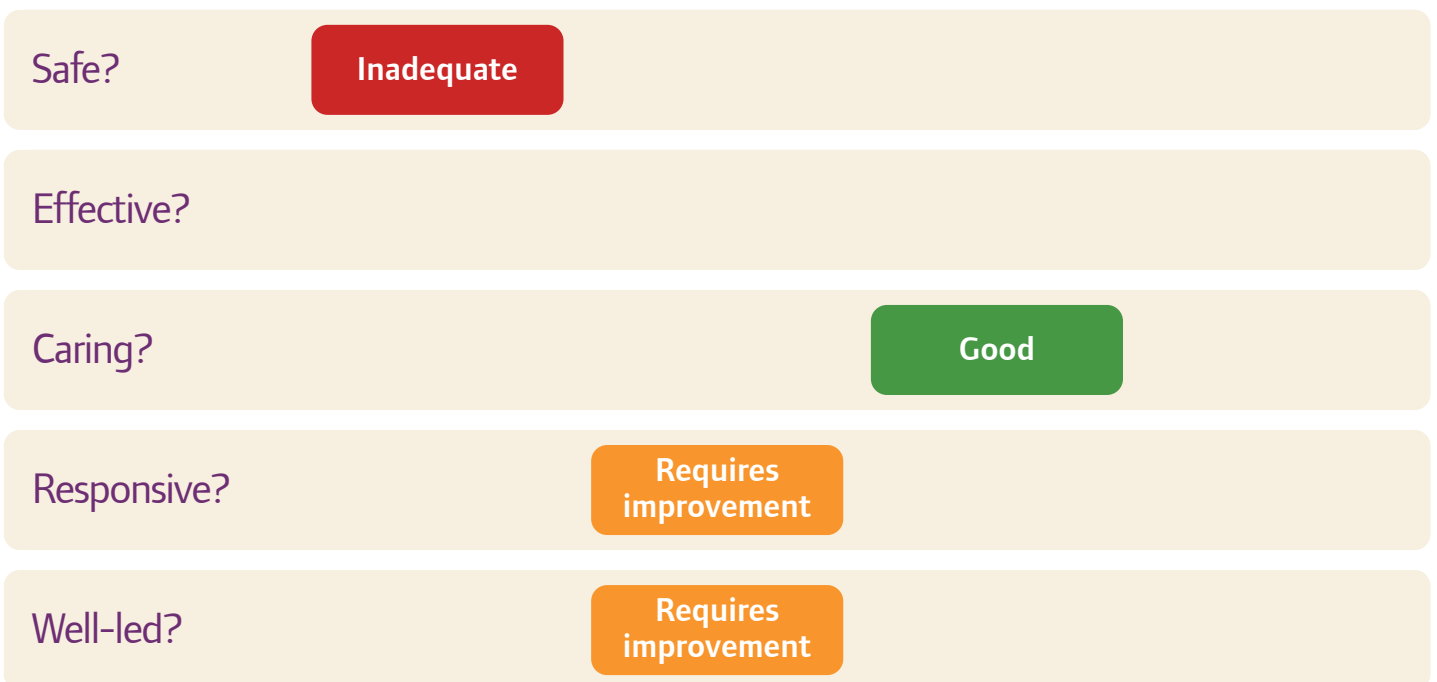 Safe?
Inadequate
Effective?
Caring?
Good
Responsive?
Requires
improvement
Well-led?
Requires
improvement